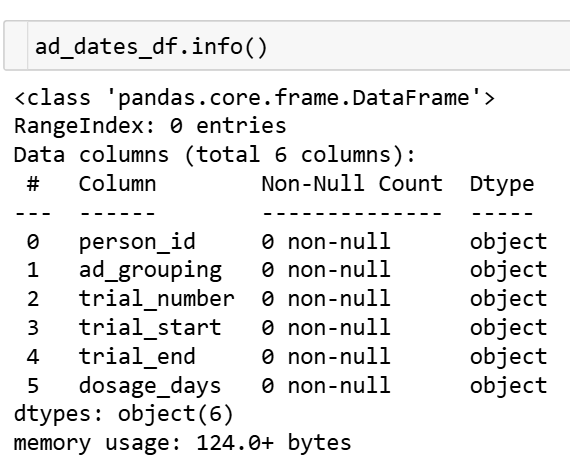 ad_dates_df.info()
<class 'pandas.core.frame.DataFrame'>
RangeIndex: 0 entries
Data columns (total 6 columns):
 #   Column        Non-Null Count  Dtype
---  ------        --------------  -----
 0   person_id     0 non-null      object
 1   ad_grouping   0 non-null      object
 2   trial_number  0 non-null      object
 3   trial_start   0 non-null      object
 4   trial_end     0 non-null      object
 5   dosage_days   0 non-null      object
dtypes: object(6)
memory usage: 124.0+ bytes